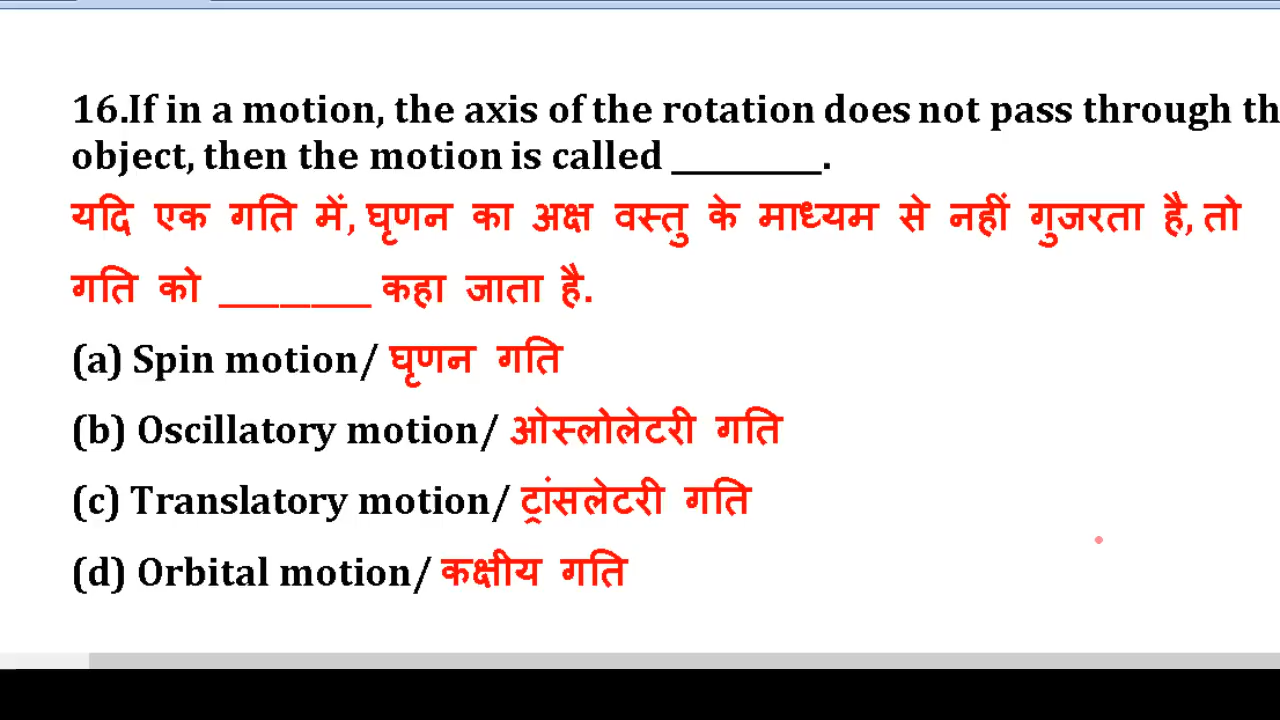 16.If in a motion, the axis of the rotation does not pass through th
object, then the motion is called __________.
यदि एक गति में, घृणन का अक्ष वस्तु के माध्यम से नहीं गुजरता है, तो
गति को __________ कहा जाता है.
(a) Spin motion/ घृणन गति
(b) Oscillatory motion/ ओस्लोलेटरी गति
(c) Translatory motion/ ट्रांसलेटरी गति
(d) Orbital motion/ कक्षीय गति